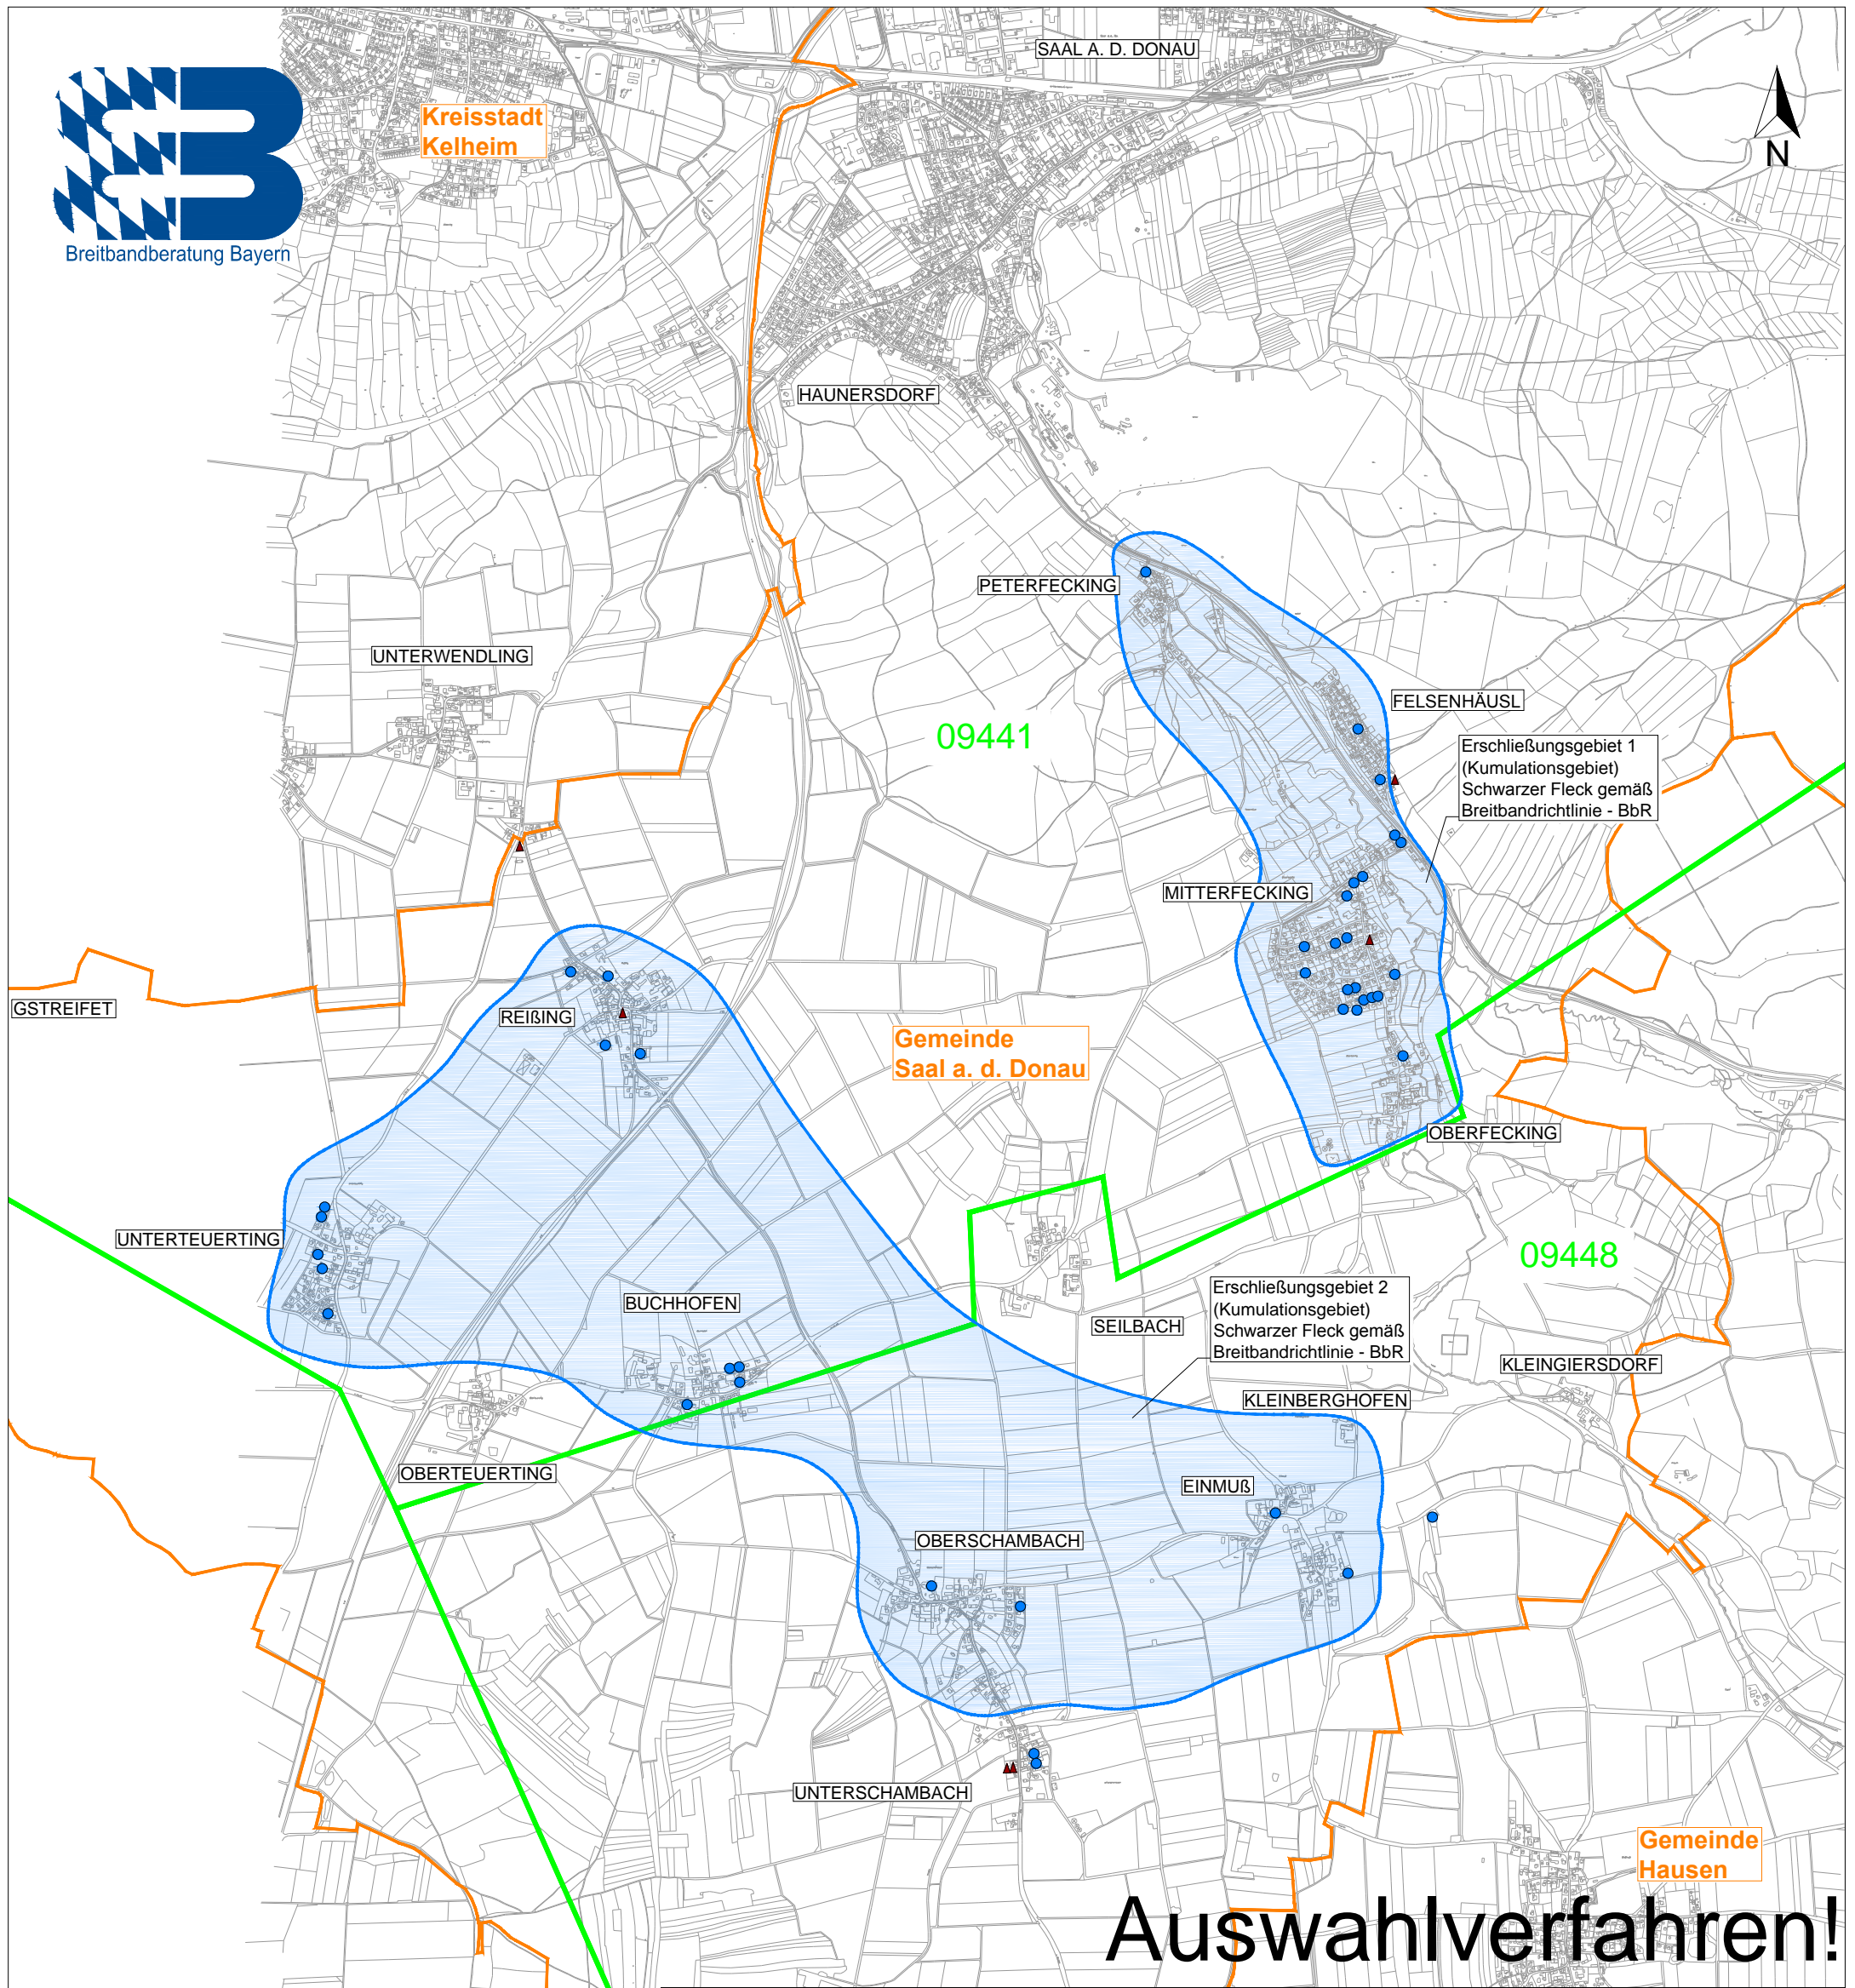 SAAL A. D. DONAU
Kreisstadt
Kelheim
N
Breitbandberatung Bayern
HAUNERSDORF
PETERFECKING
UNTERWENDLING
FELSENHÄUSL
09441
Erschließungsgebiet 1
(Kumulationsgebiet)
Schwarzer Fleck gemäß
Breitbandrichtlinie - BbR
MITTERFECKING
GSTREIFET
REIßING
Gemeinde
Saal a. d. Donau
OBERFECKING
UNTERTEUERTING
09448
BUCHHOFEN
Erschließungsgebiet 2
(Kumulationsgebiet)
Schwarzer Fleck gemäß
Breitbandrichtlinie - BbR
SEILBACH
KLEINGIERSDORF
KLEINBERGHOFEN
OBERTEUERTING
EINMUß
OBERSCHAMBACH
UNTERSCHAMBACH
Gemeinde
Hausen
Auswahlverfahren!